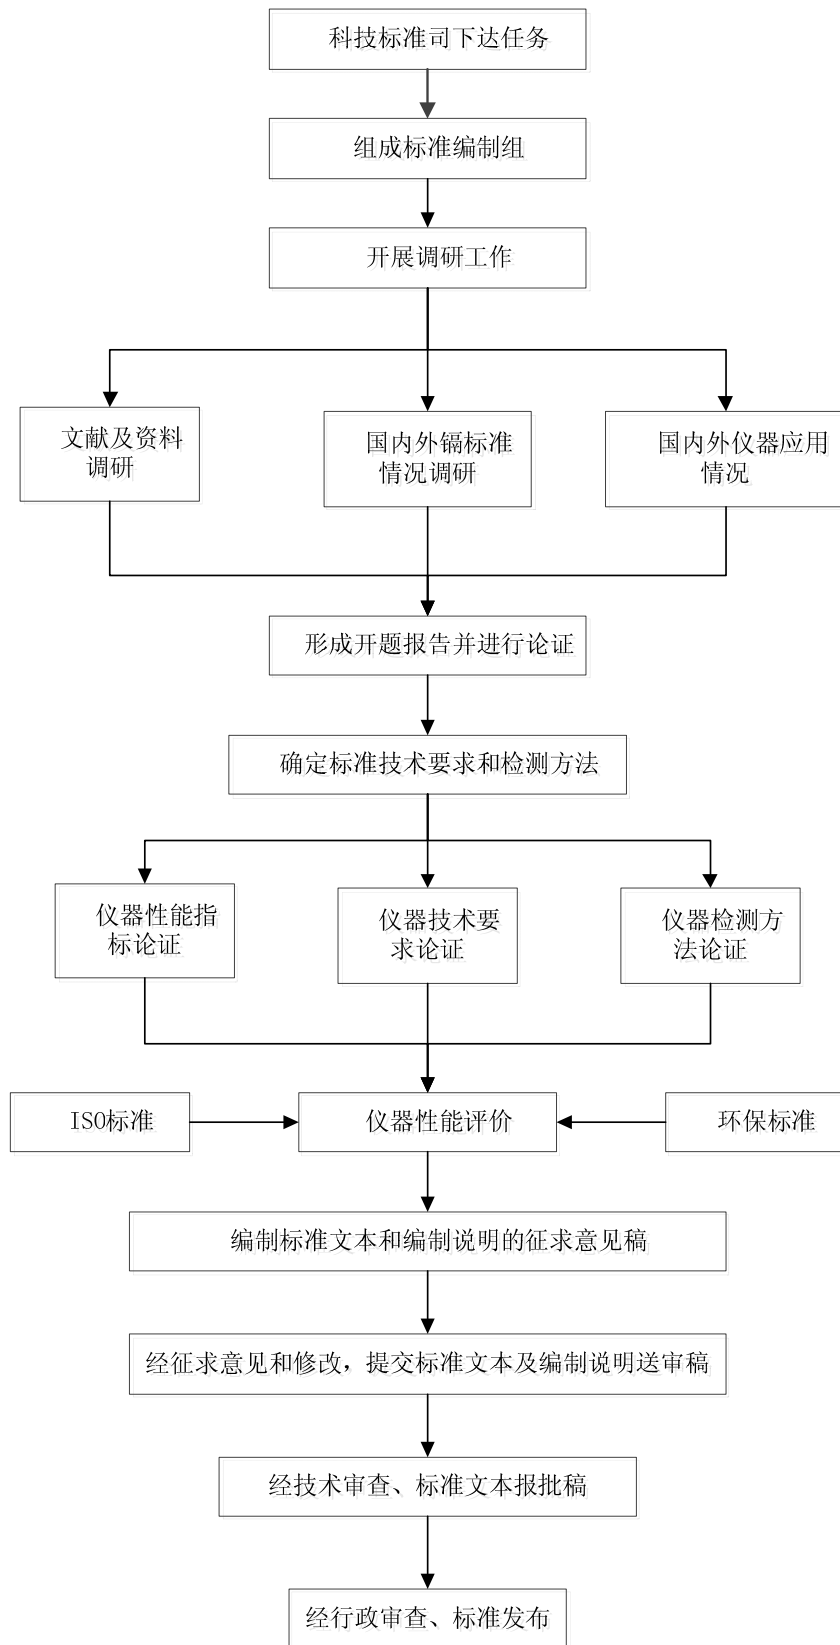 科技标准司下达任务
组成标准编制组
开展调研工作
文献及资料
调研
国内外镉标准
情况调研
国内外仪器应用
情况
形成开题报告并进行论证
确定标准技术要求和检测方法
仪器性能指
标论证
仪器技术要
求论证
仪器检测方
法论证
ISO标准
仪器性能评价
环保标准
编制标准文本和编制说明的征求意见稿
经征求意见和修改，提交标准文本及编制说明送审稿
经技术审查、标准文本报批稿
经行政审查、标准发布